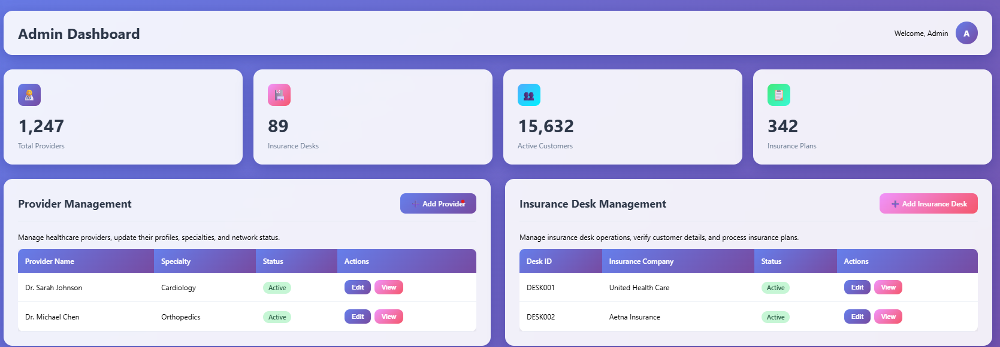 Admin Dashboard
Welcome, Admin
A
1,247
Total Providers
89
Insurance Desks
15,632
Active Customers
342
Insurance Plans
Provider Management
➕ Add Provider
Manage healthcare providers, update their profiles, specialties, and network status.
Provider Name Specialty Status Actions
Dr. Sarah Johnson Cardiology Active Edit View
Dr. Michael Chen Orthopedics Active Edit View
Insurance Desk Management
➕ Add Insurance Desk
Manage insurance desk operations, verify customer details, and process insurance plans.
Desk ID Insurance Company Status Actions
DESK001 United Health Care Active Edit View
DESK002 Aetna Insurance Active Edit View